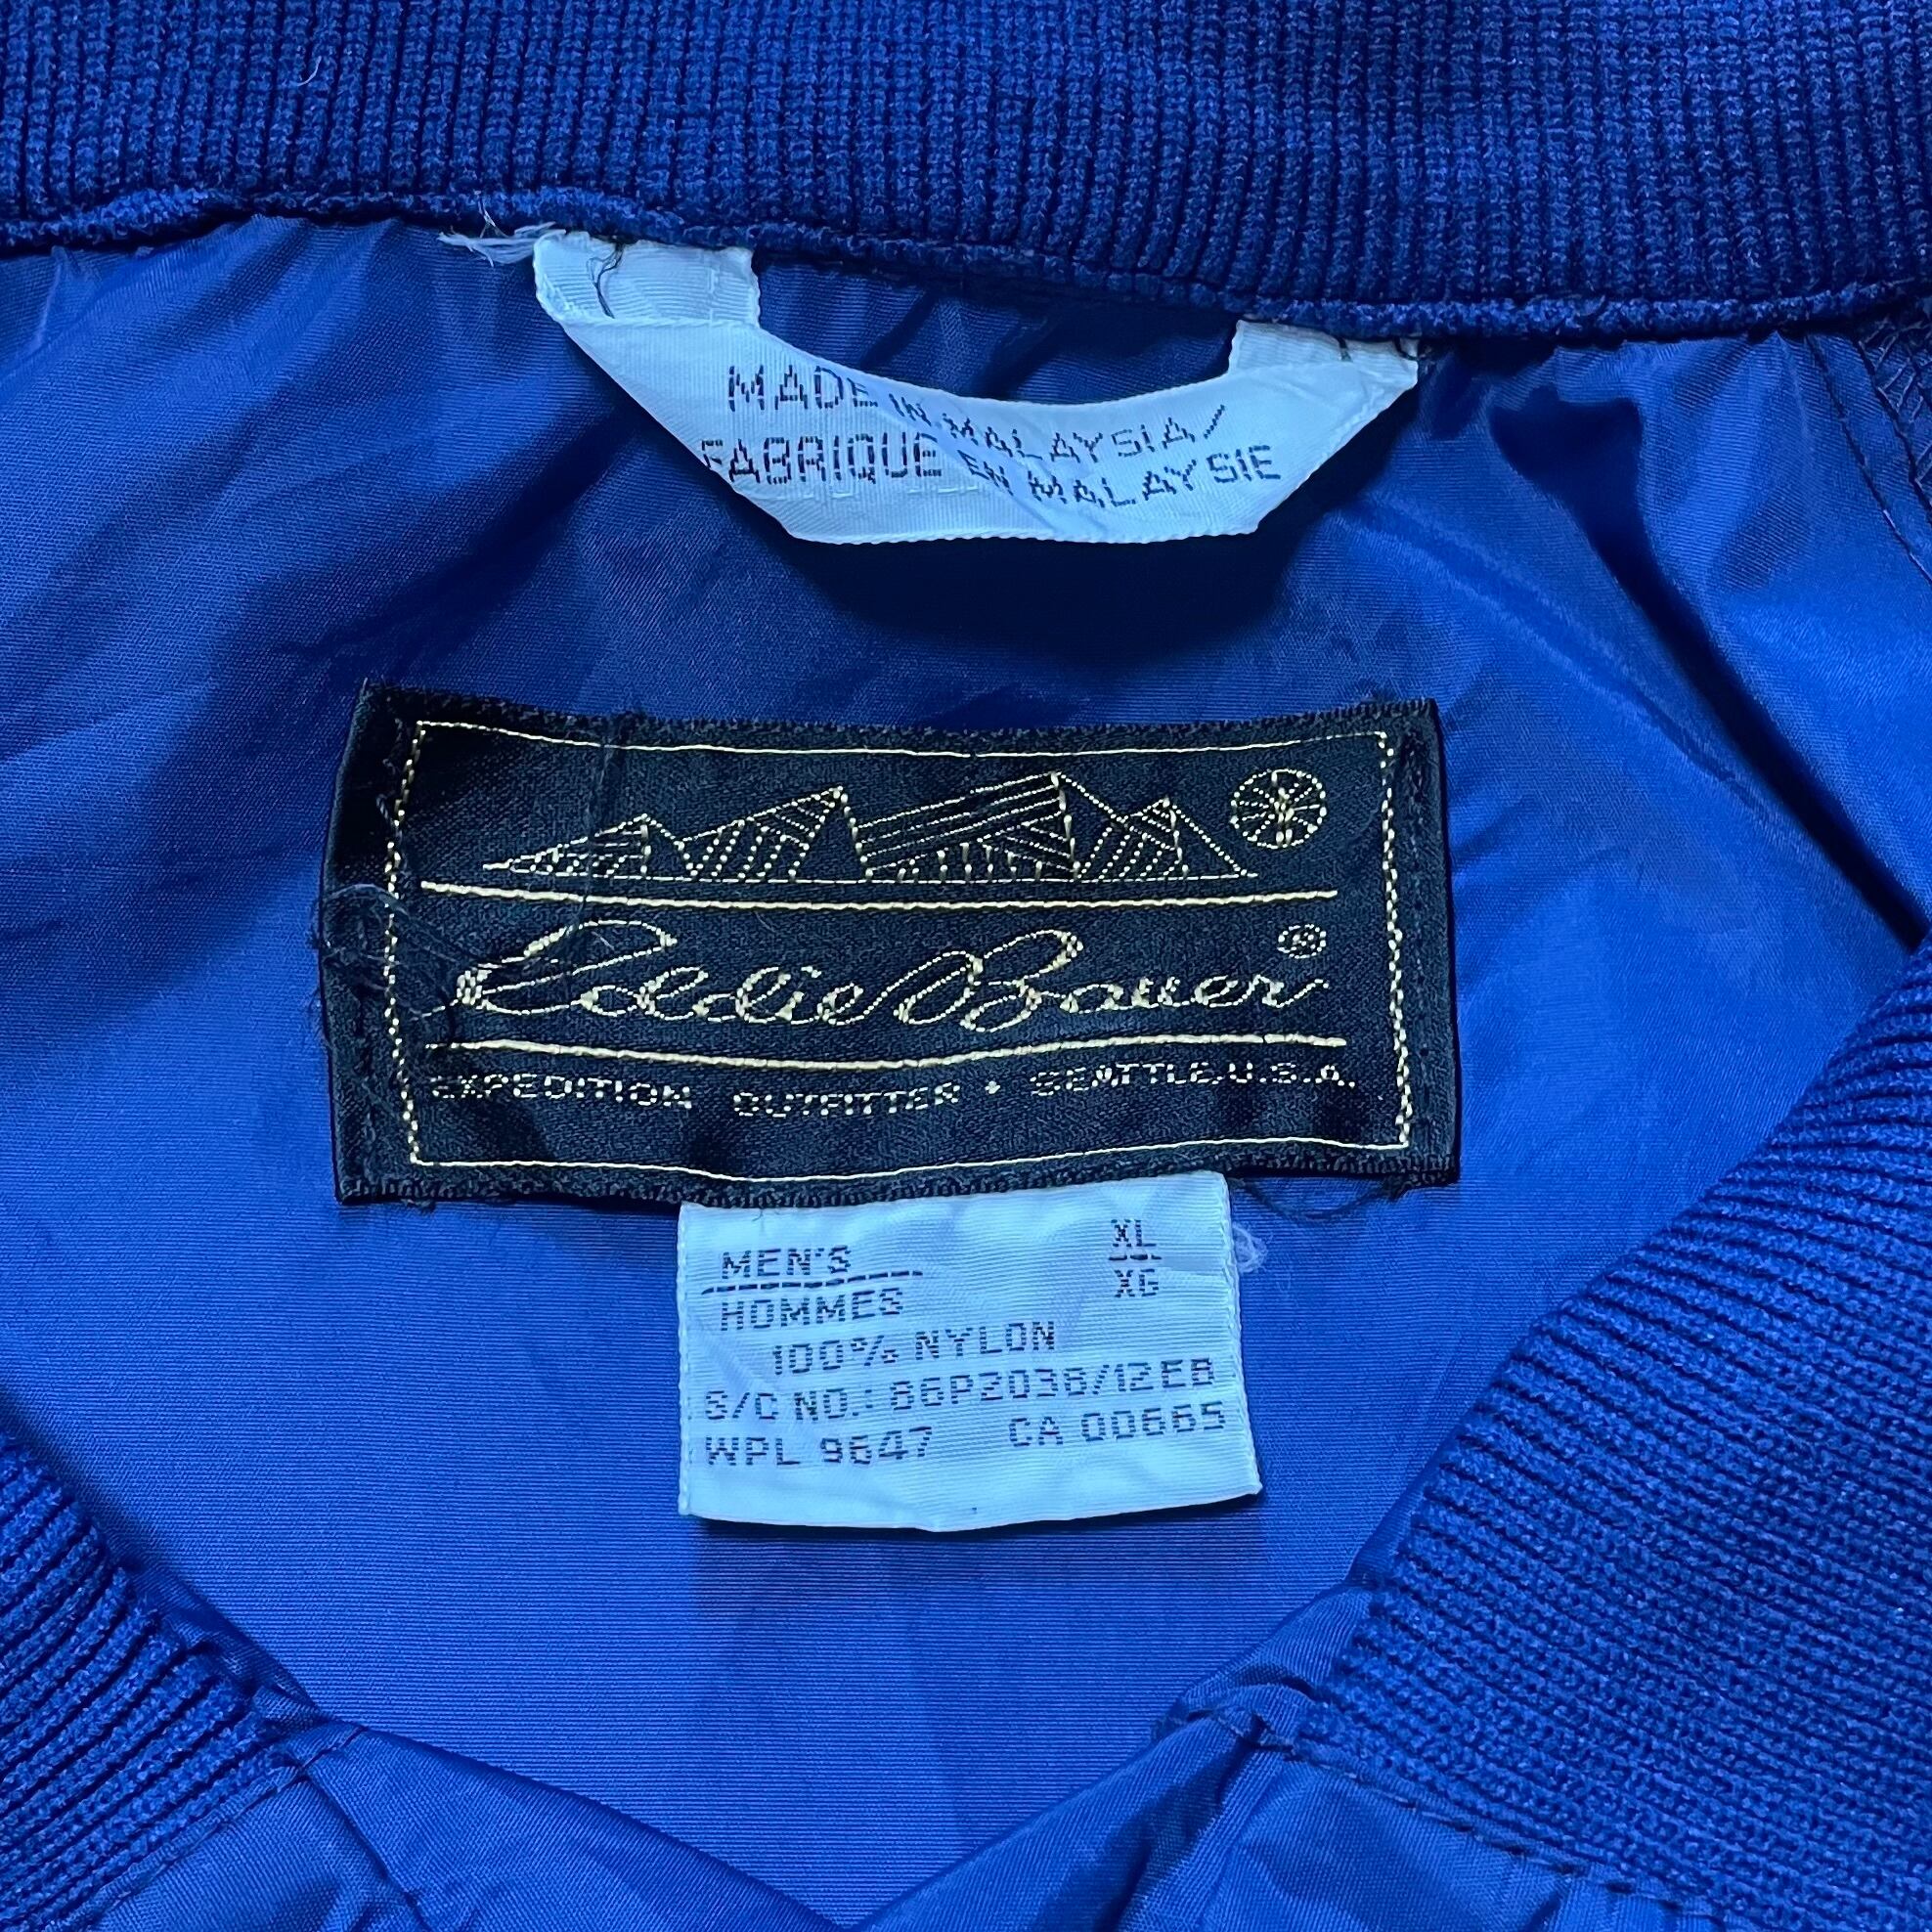 MADE IN MALAYSIA/
FABRIQUE EN MALAYSIE
Eddie Bauer ®
EXPEDITION OUTFITTER • SEATTLE, U.S.A.
MEN'S XL
HOMMES XG
100% NYLON
S/C NO.: 86P2038/12EB
WPL 9647 CA 00665